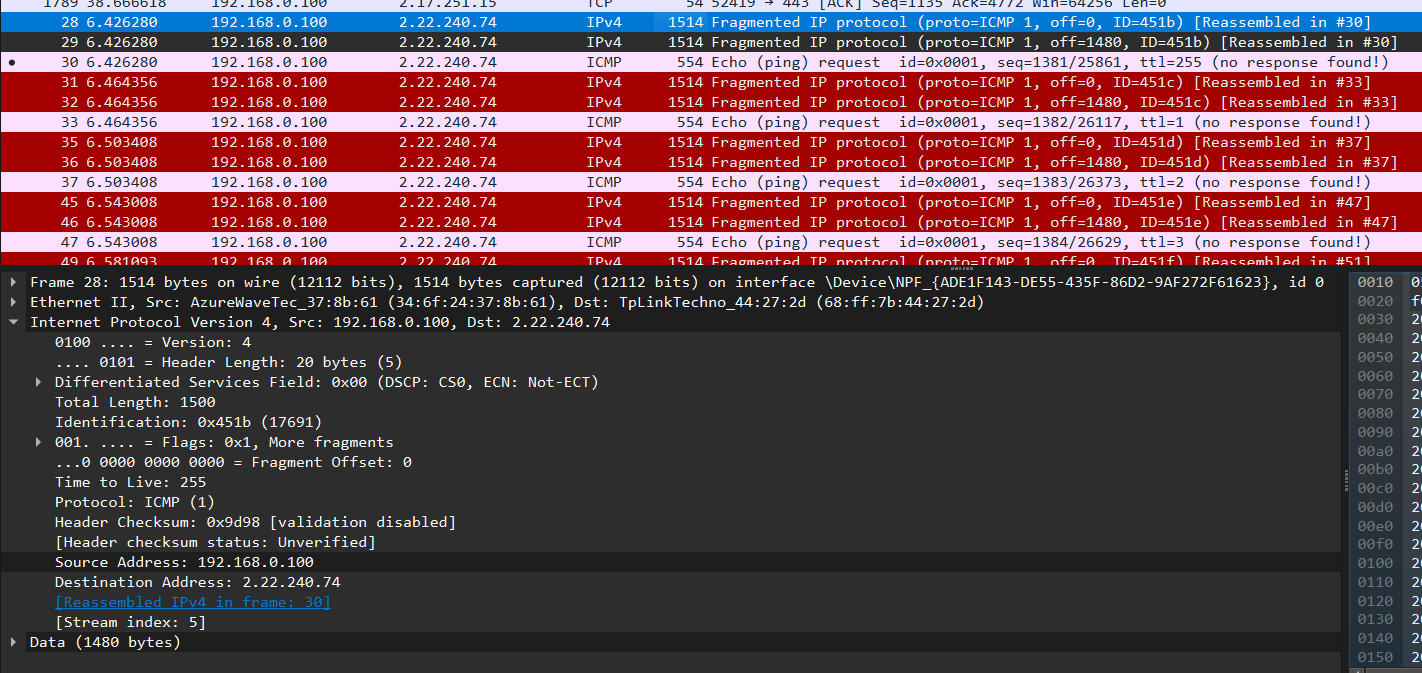 1789 38.666618 192.168.0.100 2.17.251.15 TCP 54 52419 → 443 [ACK] Seq=1135 Ack=4772 Win=64256 Len=0
28 6.426280 192.168.0.100 2.22.240.74 IPv4 1514 Fragmented IP protocol (proto=ICMP 1, off=0, ID=451b) [Reassembled in #30]
29 6.426280 192.168.0.100 2.22.240.74 IPv4 1514 Fragmented IP protocol (proto=ICMP 1, off=1480, ID=451b) [Reassembled in #30]
30 6.426280 192.168.0.100 2.22.240.74 ICMP 554 Echo (ping) request id=0x0001, seq=1381/25861, ttl=255 (no response found!)
31 6.464356 192.168.0.100 2.22.240.74 IPv4 1514 Fragmented IP protocol (proto=ICMP 1, off=0, ID=451c) [Reassembled in #33]
32 6.464356 192.168.0.100 2.22.240.74 IPv4 1514 Fragmented IP protocol (proto=ICMP 1, off=1480, ID=451c) [Reassembled in #33]
33 6.464356 192.168.0.100 2.22.240.74 ICMP 554 Echo (ping) request id=0x0001, seq=1382/26117, ttl=1 (no response found!)
35 6.503408 192.168.0.100 2.22.240.74 IPv4 1514 Fragmented IP protocol (proto=ICMP 1, off=0, ID=451d) [Reassembled in #37]
36 6.503408 192.168.0.100 2.22.240.74 IPv4 1514 Fragmented IP protocol (proto=ICMP 1, off=1480, ID=451d) [Reassembled in #37]
37 6.503408 192.168.0.100 2.22.240.74 ICMP 554 Echo (ping) request id=0x0001, seq=1383/26373, ttl=2 (no response found!)
45 6.543008 192.168.0.100 2.22.240.74 IPv4 1514 Fragmented IP protocol (proto=ICMP 1, off=0, ID=451e) [Reassembled in #47]
46 6.543008 192.168.0.100 2.22.240.74 IPv4 1514 Fragmented IP protocol (proto=ICMP 1, off=1480, ID=451e) [Reassembled in #47]
47 6.543008 192.168.0.100 2.22.240.74 ICMP 554 Echo (ping) request id=0x0001, seq=1384/26629, ttl=3 (no response found!)
49 6.581093 192.168.0.100 2.22.240.74 IPv4 1514 Fragmented IP protocol (proto=ICMP 1, off=0, ID=451f) [Reassembled in #51]
Frame 28: 1514 bytes on wire (12112 bits), 1514 bytes captured (12112 bits) on interface \Device\NPF_{ADE1F143-DE55-435F-86D2-9AF272F61623}, id 0
Ethernet II, Src: AzureWaveTec_37:8b:61 (34:6f:24:37:8b:61), Dst: TpLinkTechno_44:27:2d (68:ff:7b:44:27:2d)
Internet Protocol Version 4, Src: 192.168.0.100, Dst: 2.22.240.74
0100 .... = Version: 4
.... 0101 = Header Length: 20 bytes (5)
Differentiated Services Field: 0x00 (DSCP: CS0, ECN: Not-ECT)
Total Length: 1500
Identification: 0x451b (17691)
001. .... = Flags: 0x1, More fragments
...0 0000 0000 0000 = Fragment Offset: 0
Time to Live: 255
Protocol: ICMP (1)
Header Checksum: 0x9d98 [validation disabled]
[Header checksum status: Unverified]
Source Address: 192.168.0.100
Destination Address: 2.22.240.74
[Reassembled IPv4 in frame: 30]
[Stream index: 5]
Data (1480 bytes)
0010
0020
0030
0040
0050
0060
0070
0080
0090
00a0
00b0
00c0
00d0
00e0
00f0
0100
0110
0120
0130
0140
0150